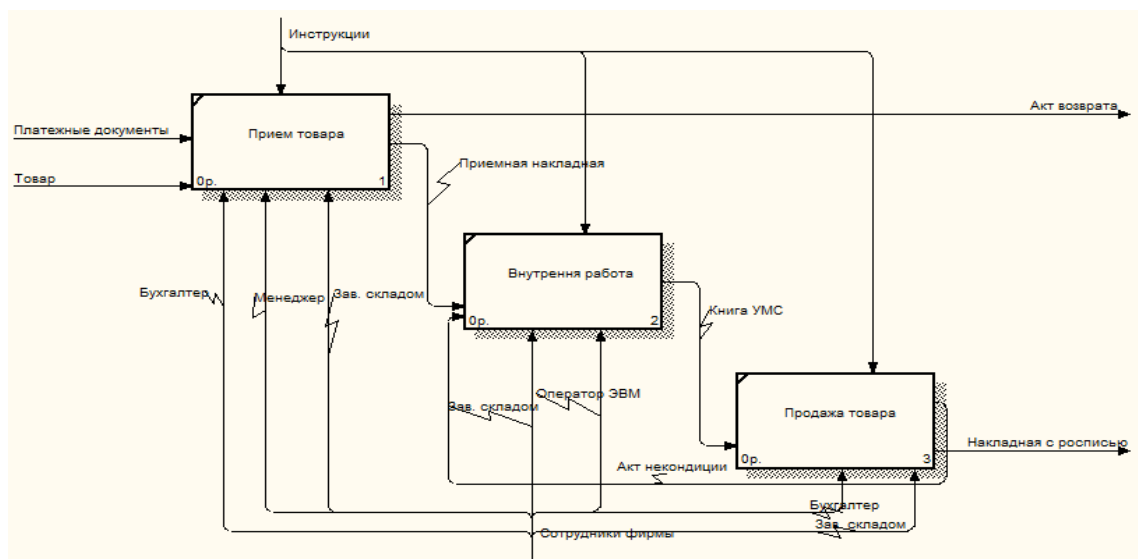 Инструкции
Акт возврата
Платежные документы
Прием товара
Приемная накладная
Товар
0р.
1
Внутрення работа
Бухгалтер
Менеджер
Зав. складом
Книга УМС
0р.
2
Зав. складом
Оператор ЭВМ
Продажа товара
Накладная с росписью
0р.
3
Акт некондиции
Бухгалтер
Зав. складом
Сотрудники фирмы